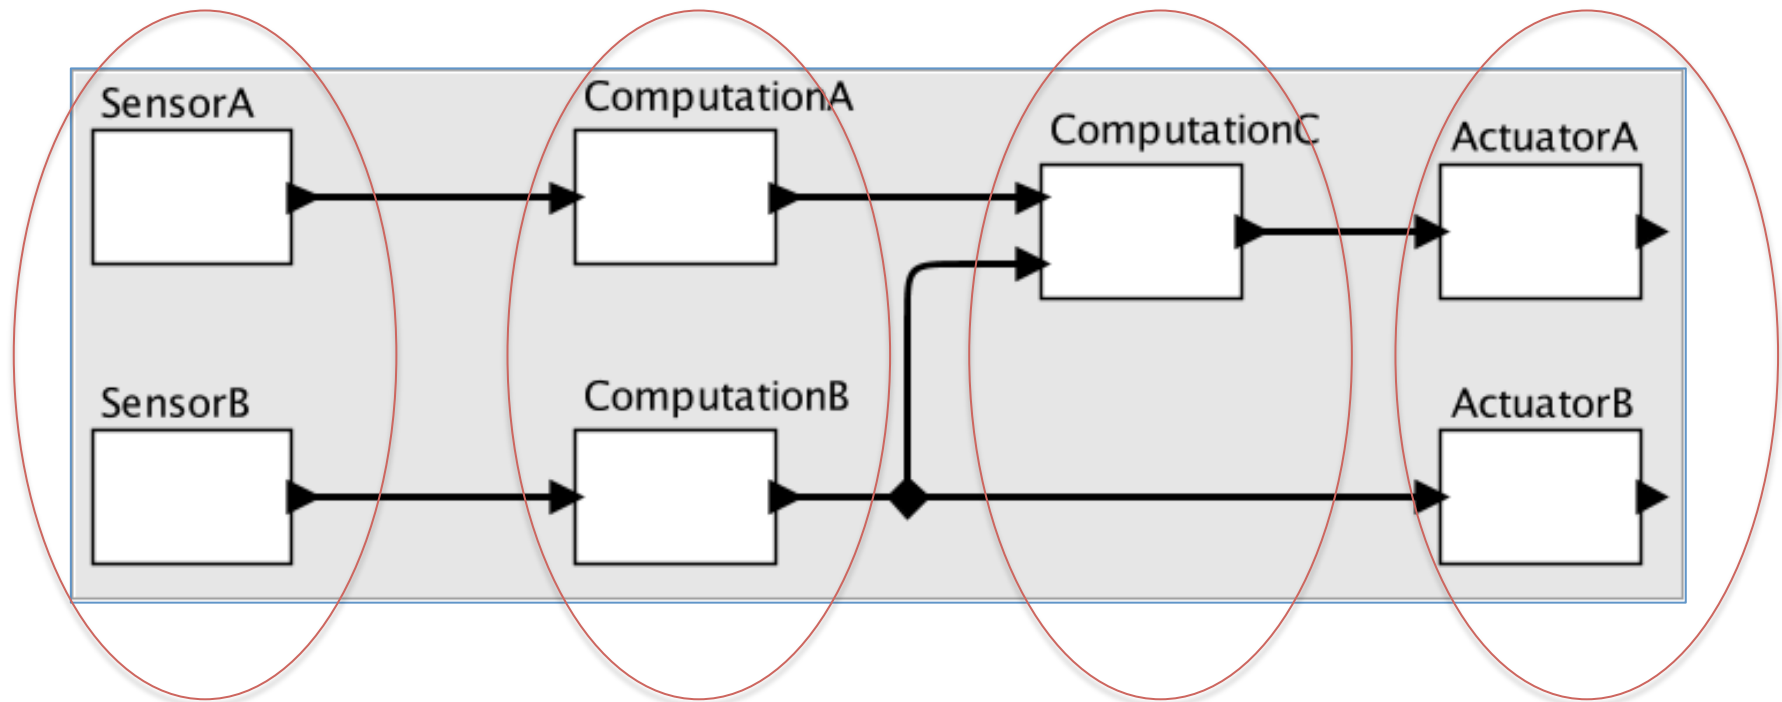 SensorA
ComputationA
ComputationC
ActuatorA
SensorB
ComputationB
ActuatorB